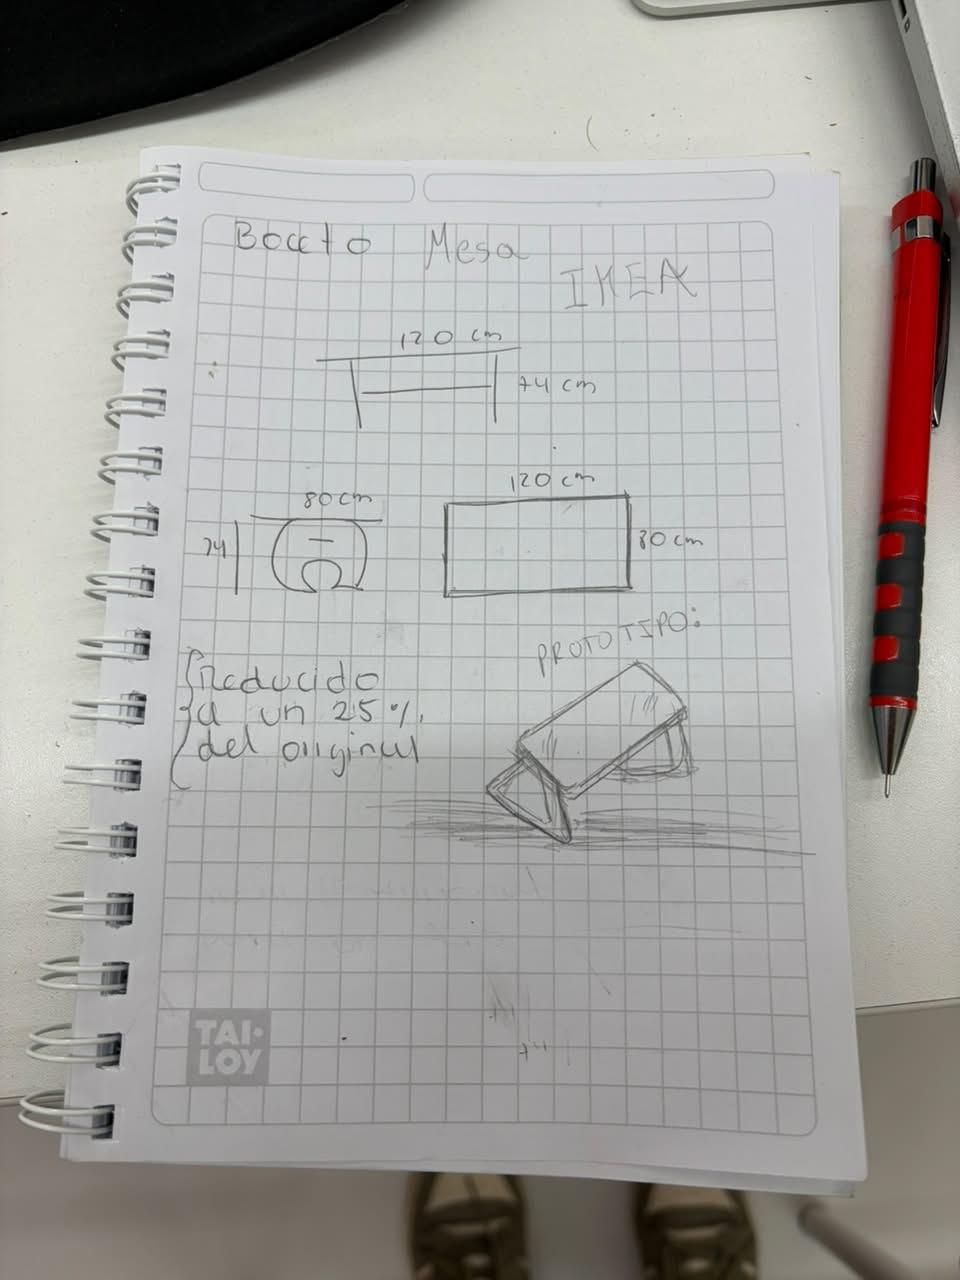 Boceto Mesa
IKEA
120 cm
74 cm
80 cm
74
120 cm
80 cm
PROTOTIPO:
Reducido
a un 25%.
del original
TAI·
LOY
74